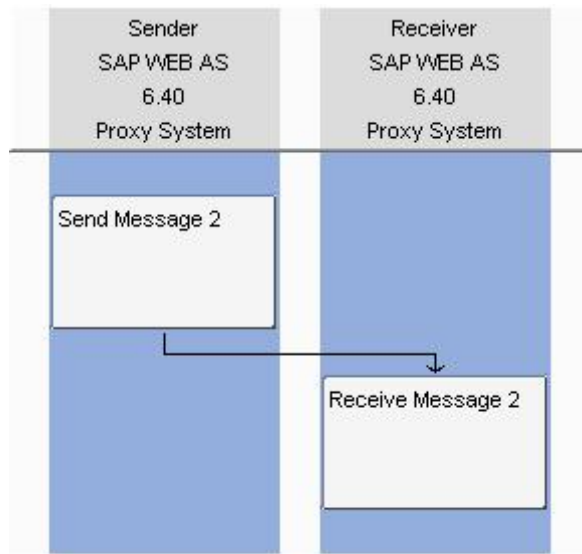 Sender
SAP WEB AS
6.40
Proxy System
Receiver
SAP WEB AS
6.40
Proxy System
Send Message 2
Receive Message 2